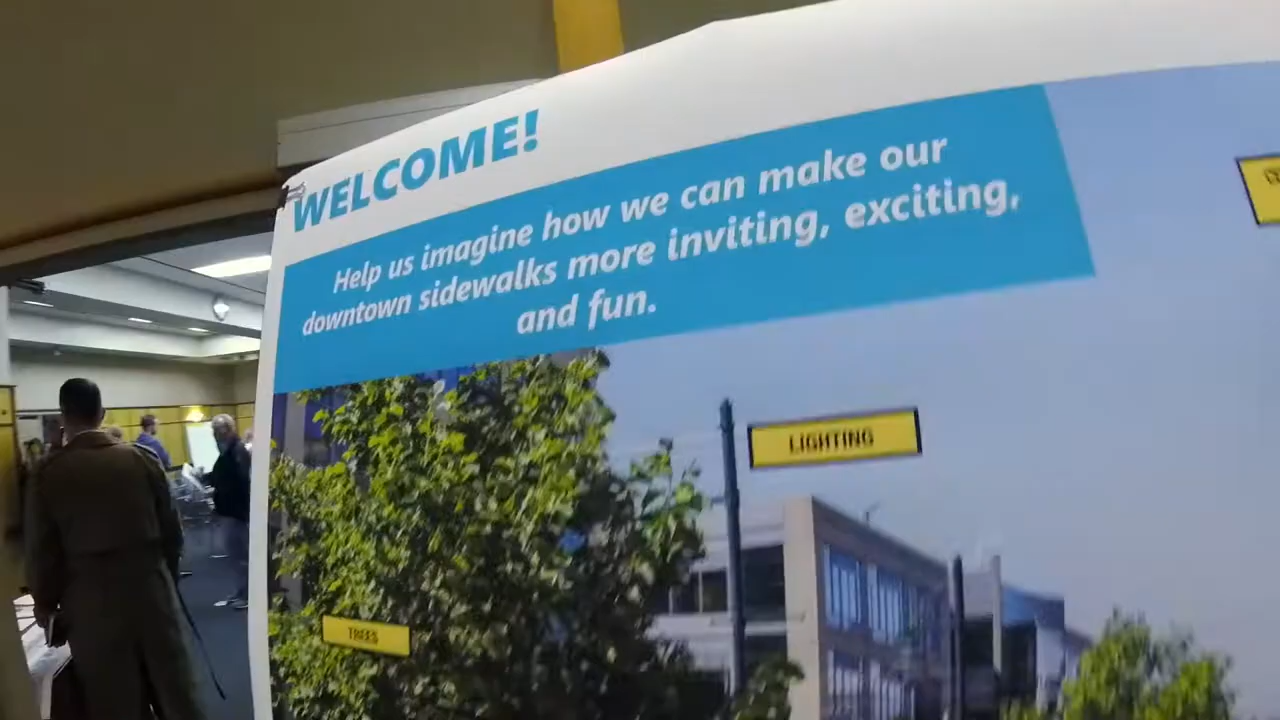 WELCOME!
Help us imagine how we can make our
downtown sidewalks more inviting, exciting,
and fun.
LIGHTING
TREES